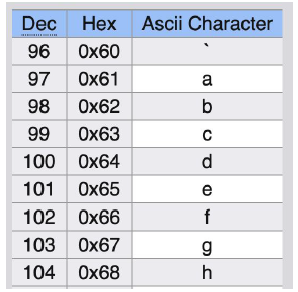 Dec Hex Ascii Character
96 0x60 `
97 0x61 a
98 0x62 b
99 0x63 c
100 0x64 d
101 0x65 e
102 0x66 f
103 0x67 g
104 0x68 h